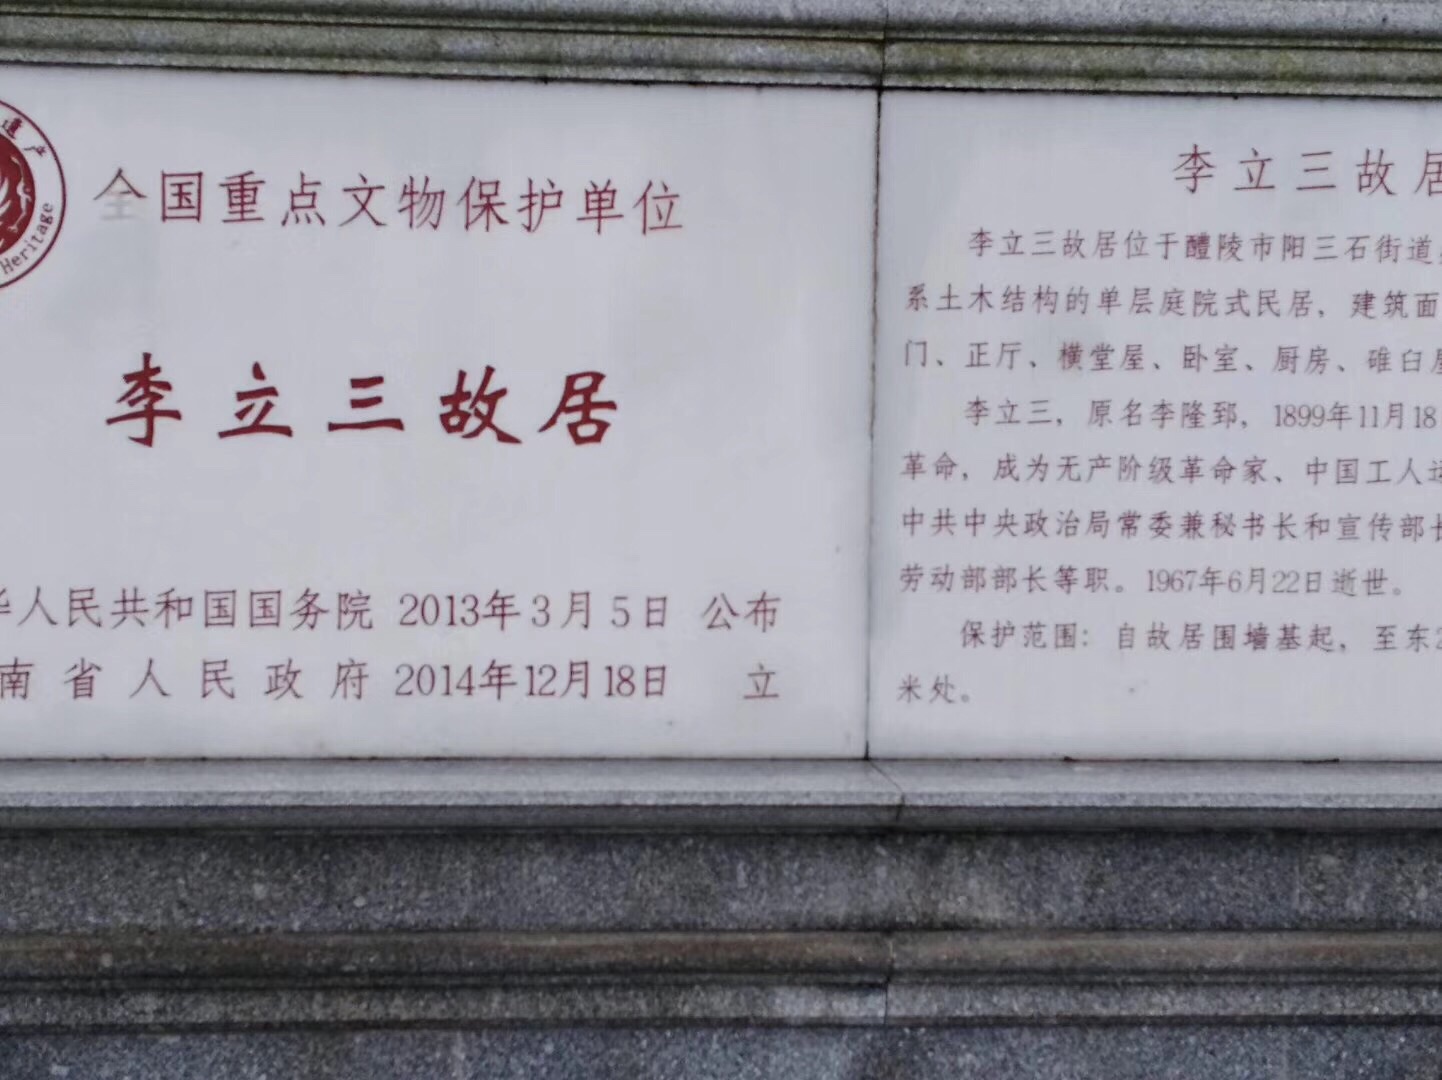 遗产
Heritage
全国重点文物保护单位
李立三故居
人民共和国国务院 2013年3月5日 公布
南省人民政府 2014年12月18日 立
李立三故居
李立三故居位于醴陵市阳三石街道
系土木结构的单层庭院式民居，建筑面
门、正厅、横堂屋、卧室、厨房、碓臼屋
李立三，原名李隆郅，1899年11月18
革命，成为无产阶级革命家、中国工人运
中共中央政治局常委兼秘书长和宣传部长
劳动部部长等职。1967年6月22日逝世。
保护范围：自故居围墙基起，至东2
米处。